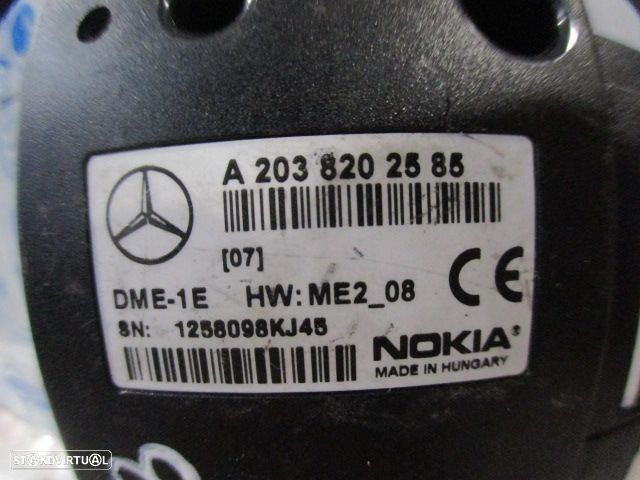 A 203 820 25 85
[07]
DME-1E HW: ME2_08
CE
SN: 1258098KJ45
NOKIA®
MADE IN HUNGARY
STANDVIRTUAL